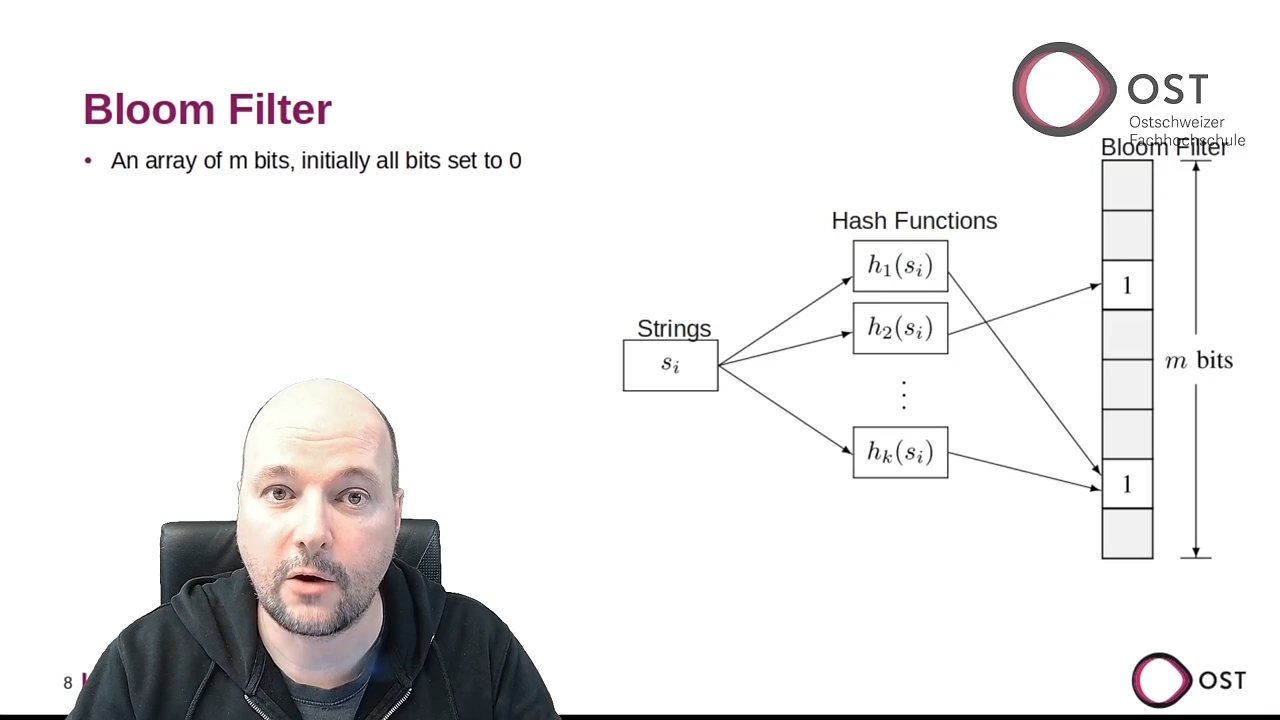 Bloom Filter
• An array of m bits, initially all bits set to 0
OST
Ostschweizer
Fachhochschule
Bloom Filter
Hash Functions
h₁(sᵢ)
1
h₂(sᵢ)
Strings
sᵢ
m bits
⋮
hₖ(sᵢ)
1
8
OST